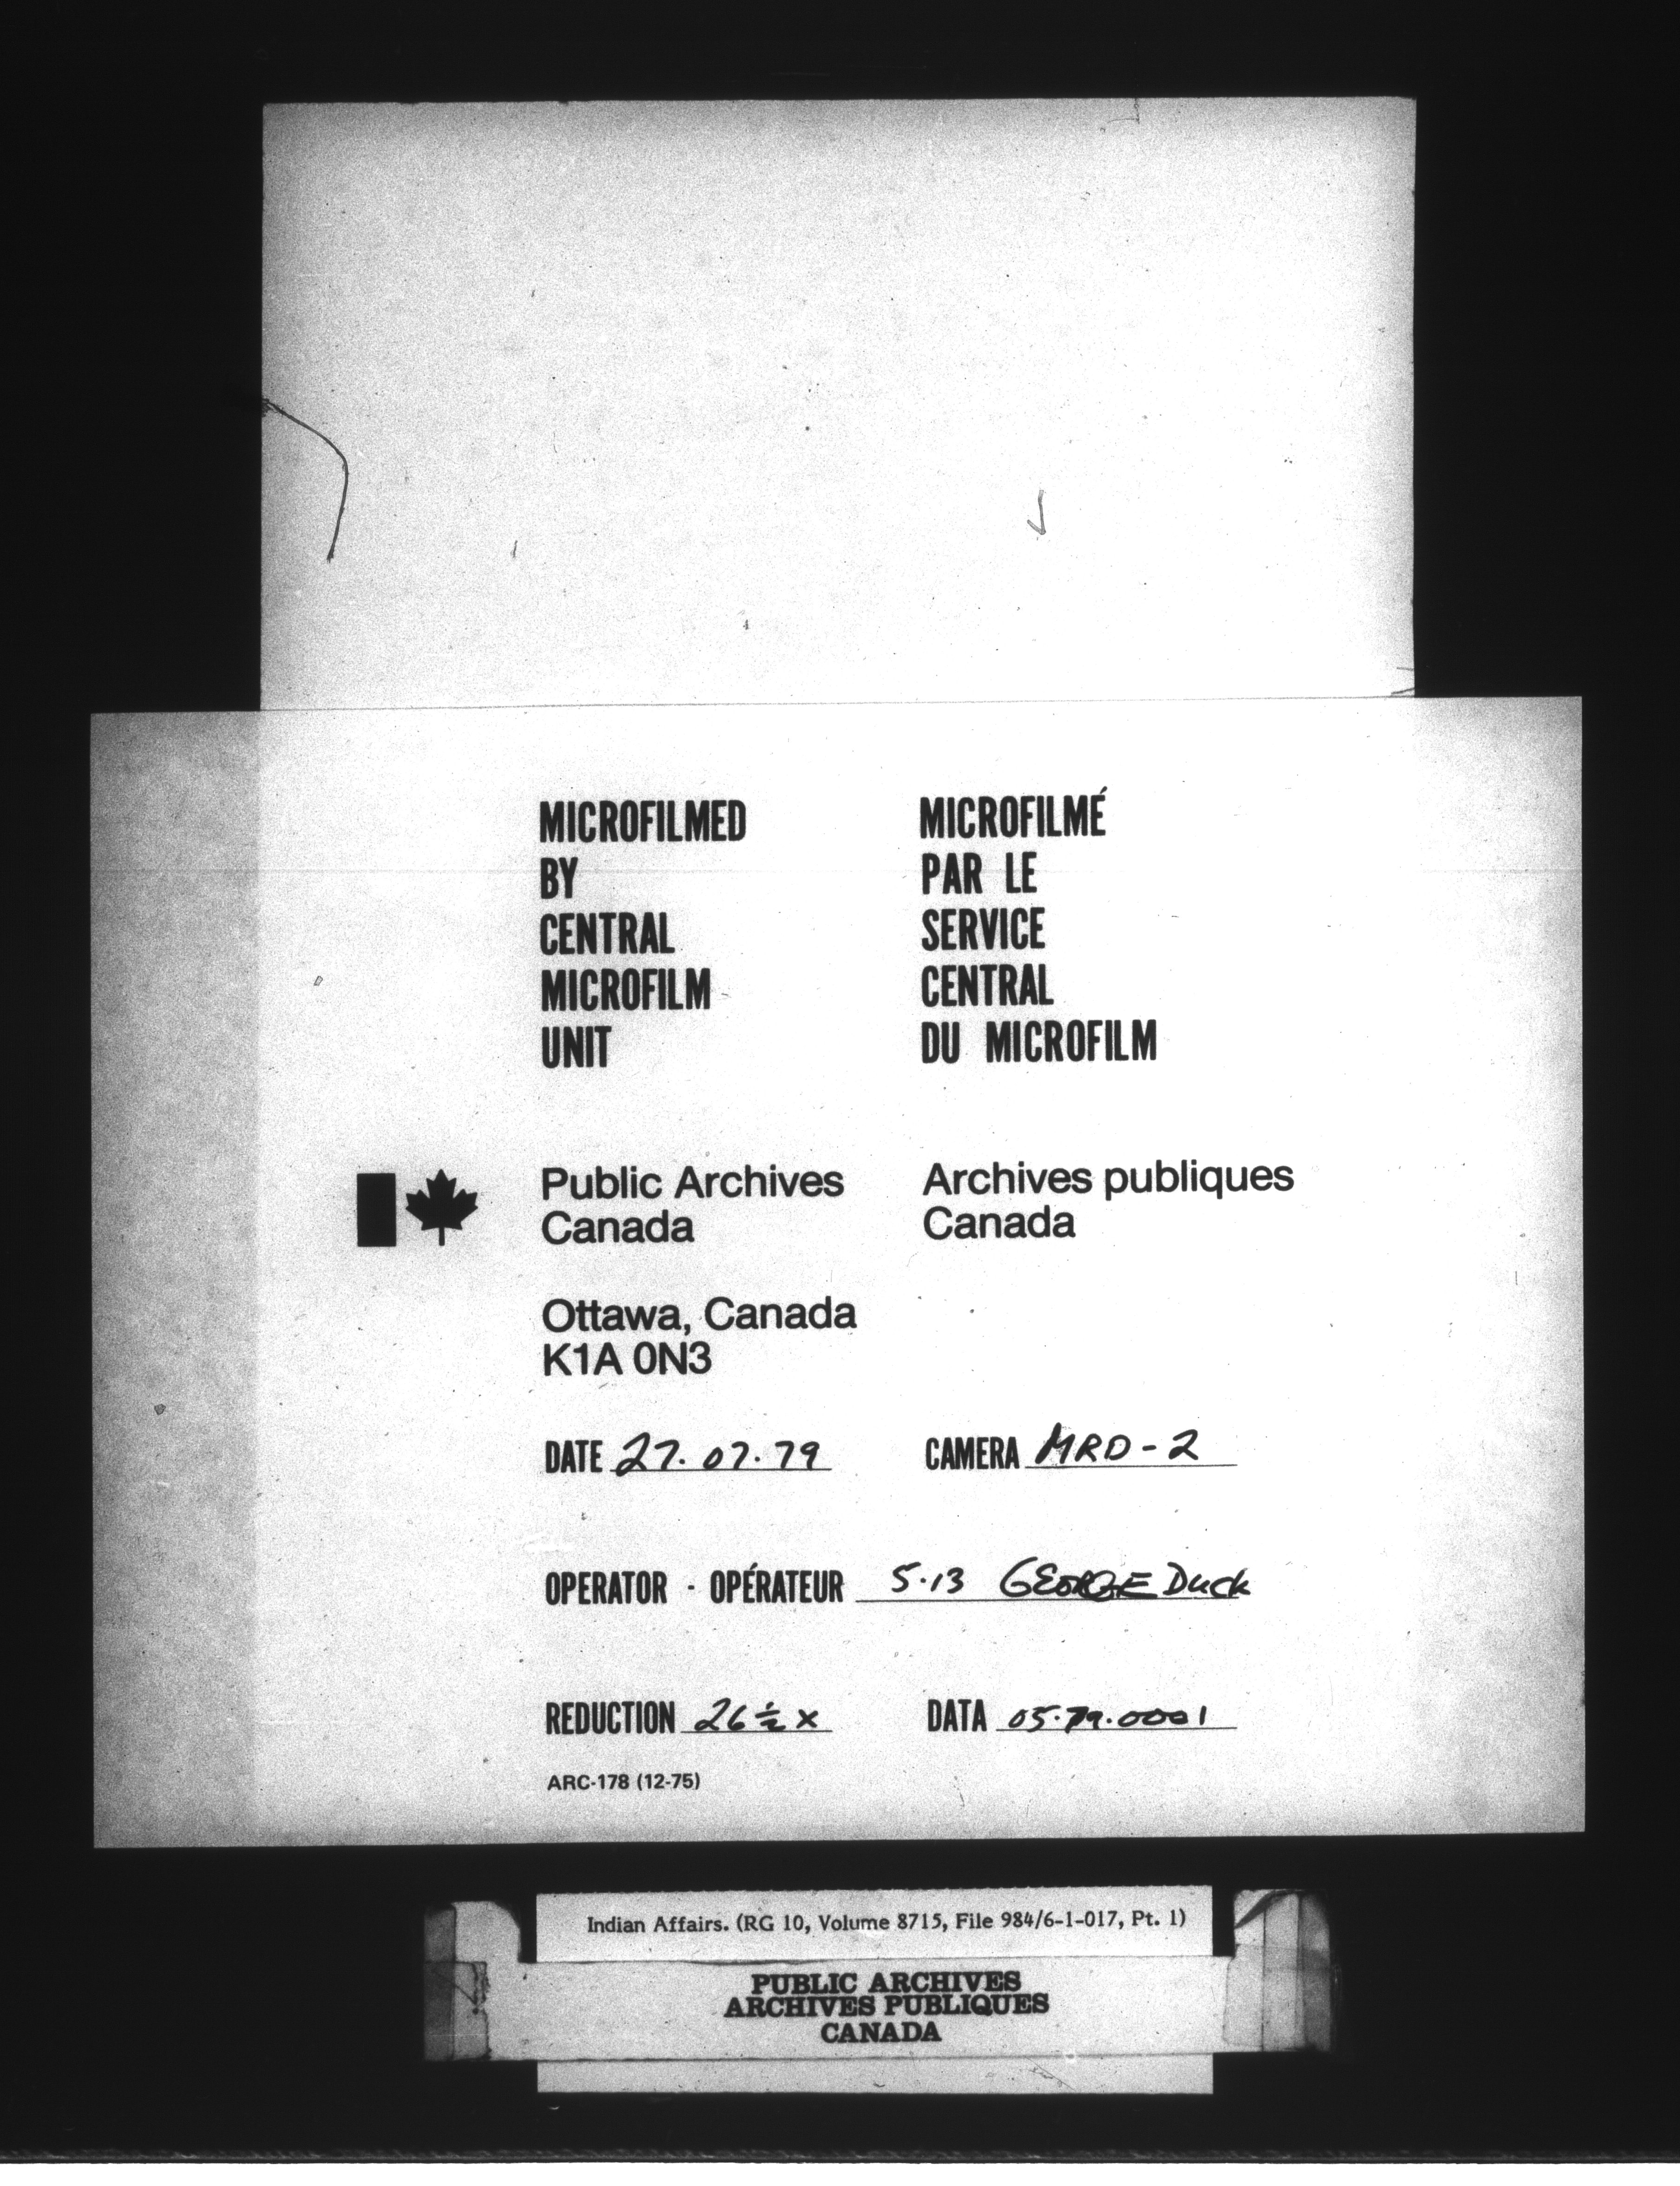 MICROFILMED
BY
CENTRAL
MICROFILM
UNIT
MICROFILMÉ
PAR LE
SERVICE
CENTRAL
DU MICROFILM
Public Archives
Canada
Archives publiques
Canada
Ottawa, Canada
K1A 0N3
DATE 27.07.79
CAMERA MRD-2
OPERATOR - OPÉRATEUR 5.13 GEORGE Duck
REDUCTION 26½x
DATA 05.79.0001
ARC-178 (12-75)
Indian Affairs. (RG 10, Volume 8715, File 984/6-1-017, Pt. 1)
PUBLIC ARCHIVES
ARCHIVES PUBLIQUES
CANADA